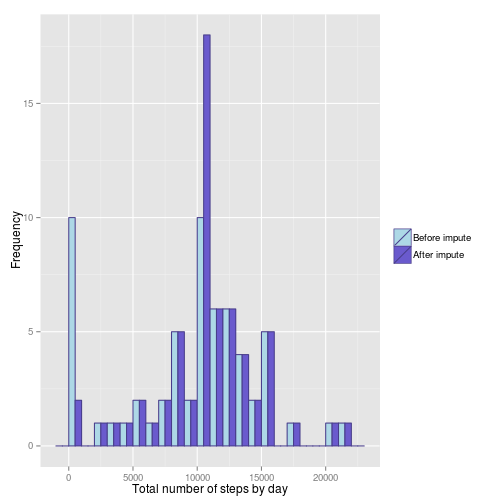 15
10
5
0
Frequency
0
5000
10000
15000
20000
Total number of steps by day
Before impute
After impute